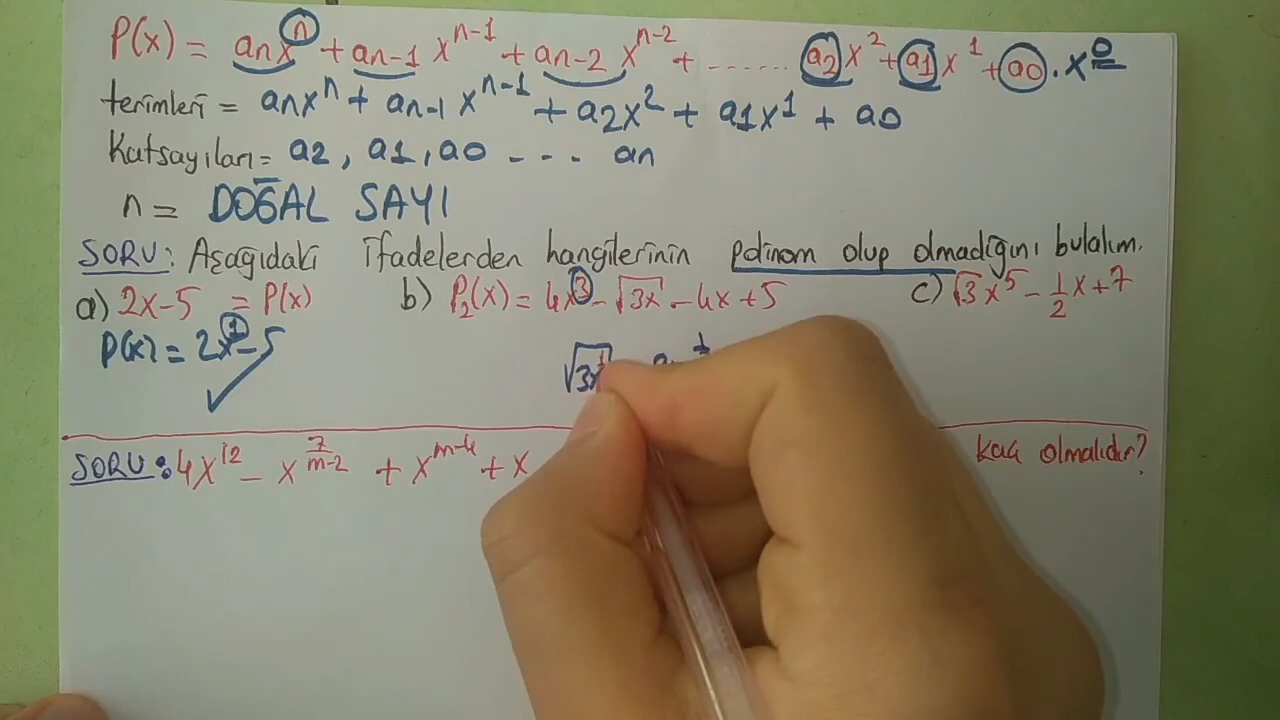 P(x) = aₙxⁿ + aₙ₋₁ xⁿ⁻¹ + aₙ₋₂ xⁿ⁻² + ...... a₂x² + a₁x¹ + a₀ . x⁰
terimleri = aₙxⁿ + aₙ₋₁ xⁿ⁻¹ + a₂x² + a₁x¹ + a₀
Katsayıları = a₂, a₁, a₀ - - - aₙ
n = DOĞAL SAYI
SORU: Aşağıdaki ifadelerden hangilerinin polinom olup olmadığını bulalım.
a) 2x-5 = P(x) b) P₂(x) = 4x³ - √3x - 4x + 5 c) √3 x⁵ - 1/2 x + 7
P(x) = 2x¹-5 ✓
√3x¹
SORU: 4x¹² - x^(7/(m-2)) + x^(m-4) + x
kaç olmalıdır?